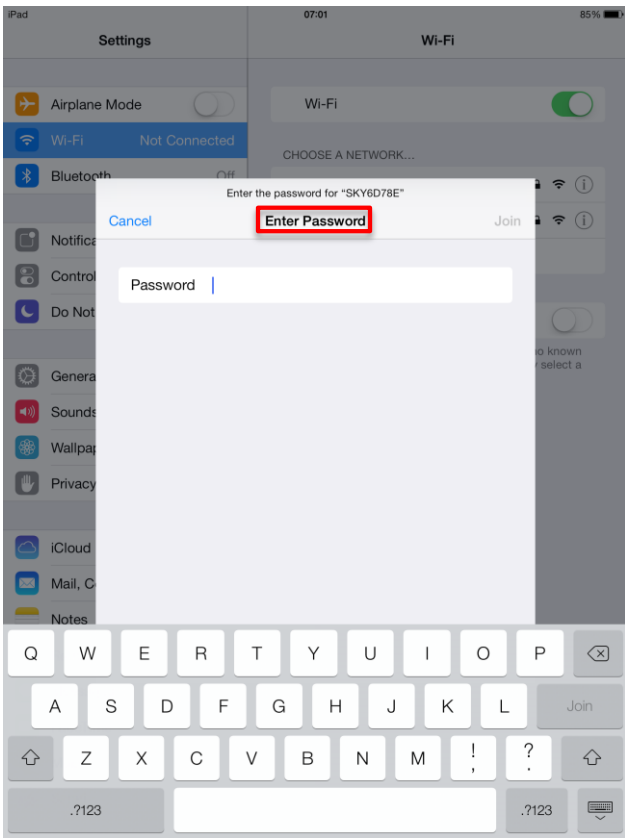 iPad 07:01 85%
Settings
Wi-Fi
Airplane Mode
Wi-Fi Not Connected
Bluetooth Off
Notifica
Control
Do Not
Genera
Sounds
Wallpap
Privacy
iCloud
Mail, C
Notes
Wi-Fi
CHOOSE A NETWORK...
no known
select a
Enter the password for “SKY6D78E”
Cancel Enter Password Join
Password
Q W E R T Y U I O P
A S D F G H J K L Join
Z X C V B N M ! , ? .
.?123 .?123